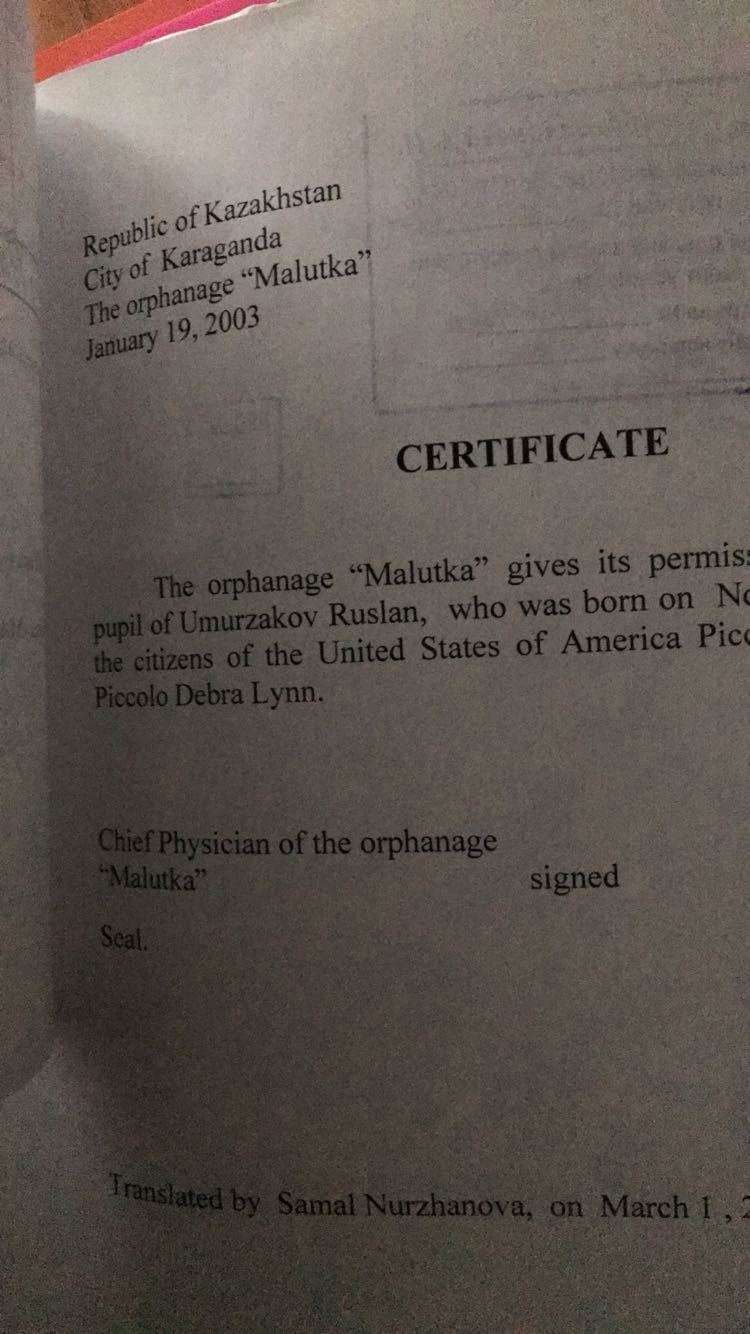 Republic of Kazakhstan
City of Karaganda
The orphanage “Malutka”
January 19, 2003
CERTIFICATE
The orphanage “Malutka” gives its
pupil of Umurzakov Ruslan, who was born on
the citizens of the United States of America
Piccolo Debra Lynn.
Chief Physician of the orphanage
“Malutka” signed
Seal.
Translated by Samal Nurzhanova, on March 1 ,